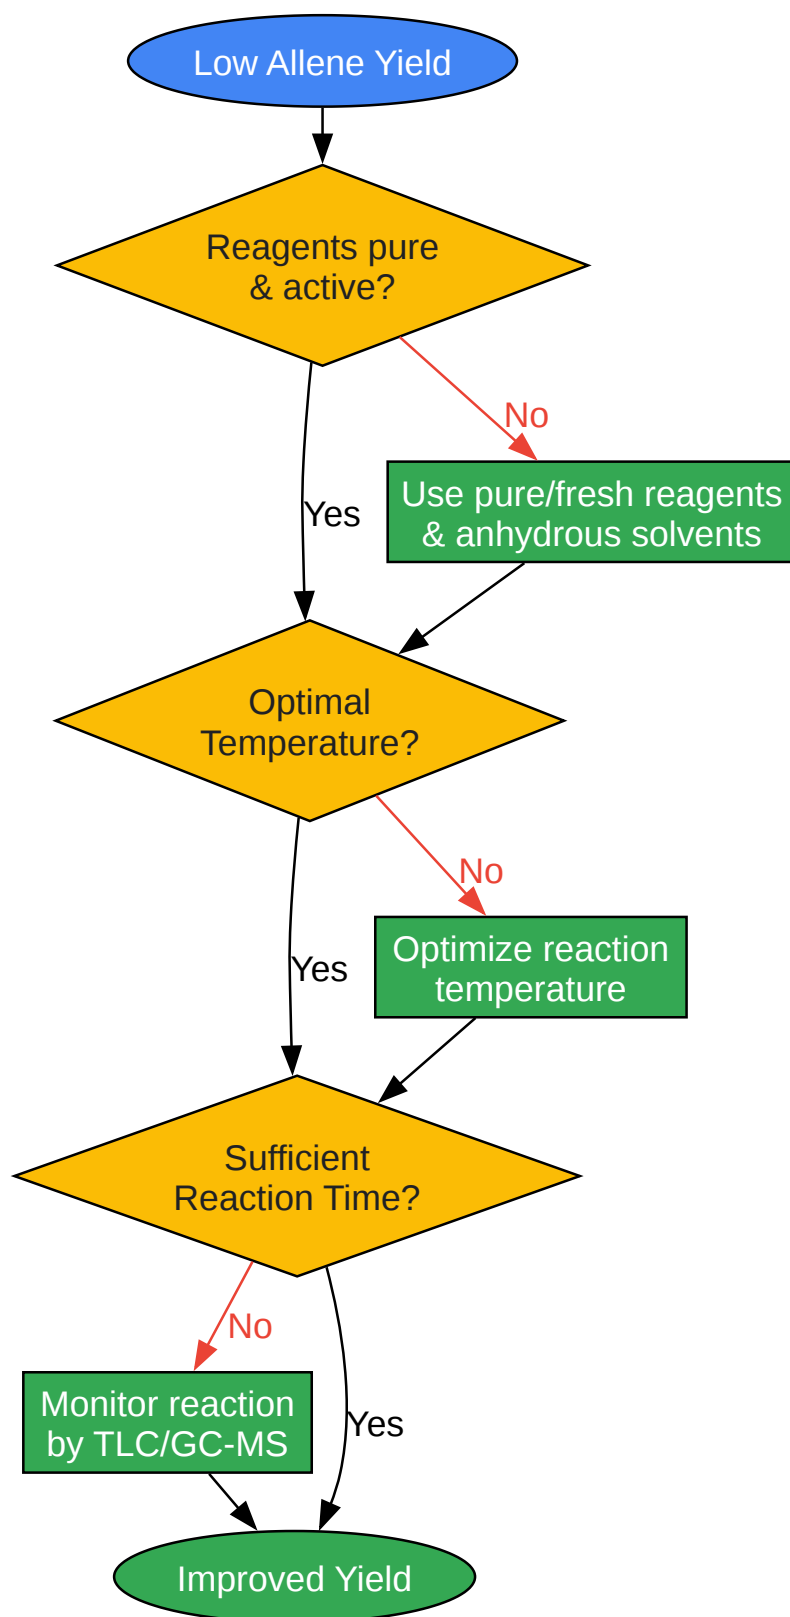 Low Allene Yield
Reagents pure
& active?
No
Use pure/fresh reagents
& anhydrous solvents
Yes
Optimal
Temperature?
No
Optimize reaction
temperature
Yes
Sufficient
Reaction Time?
No
Monitor reaction
by TLC/GC-MS
Yes
Improved Yield